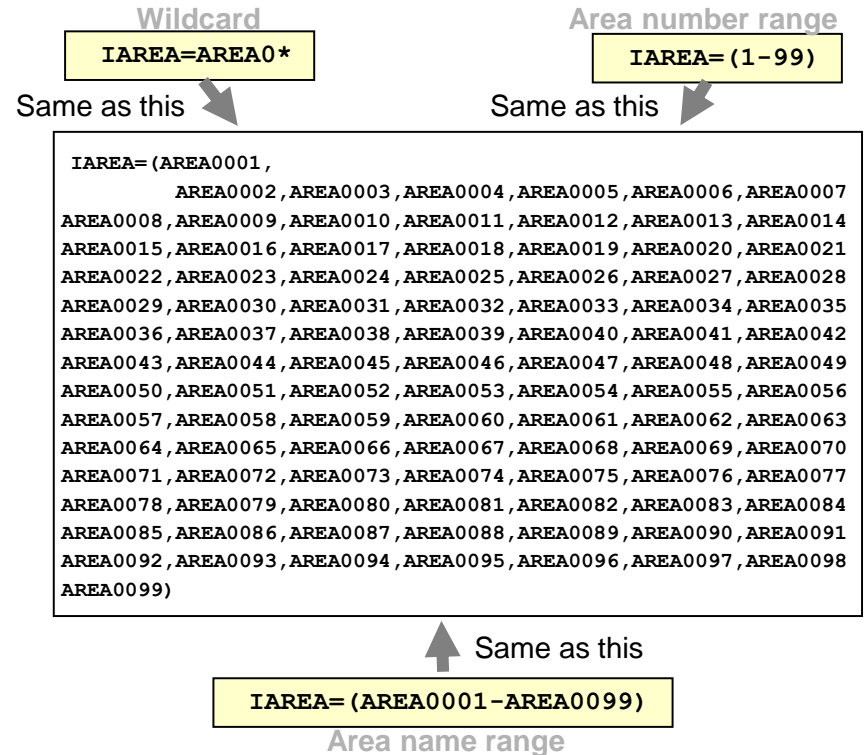 Wildcard
IAREA=AREA0*
Same as this
Area number range
IAREA=(1-99)
Same as this
IAREA=(AREA0001,
AREA0002,AREA0003,AREA0004,AREA0005,AREA0006,AREA0007
AREA0008,AREA0009,AREA0010,AREA0011,AREA0012,AREA0013,AREA0014
AREA0015,AREA0016,AREA0017,AREA0018,AREA0019,AREA0020,AREA0021
AREA0022,AREA0023,AREA0024,AREA0025,AREA0026,AREA0027,AREA0028
AREA0029,AREA0030,AREA0031,AREA0032,AREA0033,AREA0034,AREA0035
AREA0036,AREA0037,AREA0038,AREA0039,AREA0040,AREA0041,AREA0042
AREA0043,AREA0044,AREA0045,AREA0046,AREA0047,AREA0048,AREA0049
AREA0050,AREA0051,AREA0052,AREA0053,AREA0054,AREA0055,AREA0056
AREA0057,AREA0058,AREA0059,AREA0060,AREA0061,AREA0062,AREA0063
AREA0064,AREA0065,AREA0066,AREA0067,AREA0068,AREA0069,AREA0070
AREA0071,AREA0072,AREA0073,AREA0074,AREA0075,AREA0076,AREA0077
AREA0078,AREA0079,AREA0080,AREA0081,AREA0082,AREA0083,AREA0084
AREA0085,AREA0086,AREA0087,AREA0088,AREA0089,AREA0090,AREA0091
AREA0092,AREA0093,AREA0094,AREA0095,AREA0096,AREA0097,AREA0098
AREA0099)
Same as this
IAREA=(AREA0001-AREA0099)
Area name range